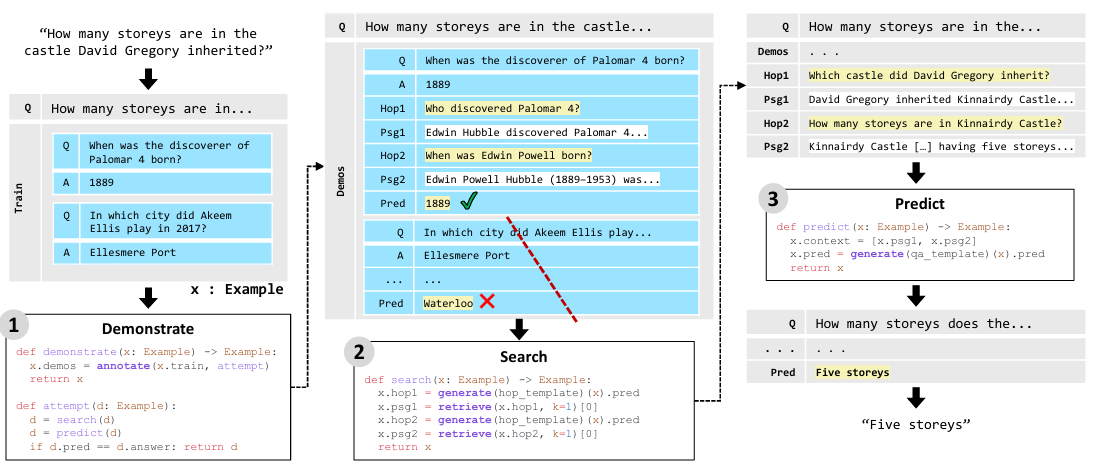 “How many storeys are in the
castle David Gregory inherited?”
Q How many storeys are in...
Train
Q When was the discoverer of
Palomar 4 born?
A 1889
Q In which city did Akeem
Ellis play in 2017?
A Ellesmere Port
x : Example
1
Demonstrate
def demonstrate(x: Example) -> Example:
x.demos = annotate(x.train, attempt)
return x
def attempt(d: Example):
d = search(d)
d = predict(d)
if d.pred == d.answer: return d
Q How many storeys are in the castle...
Demos
Q When was the discoverer of Palomar 4 born?
A 1889
Hop1 Who discovered Palomar 4?
Psg1 Edwin Hubble discovered Palomar 4...
Hop2 When was Edwin Powell born?
Psg2 Edwin Powell Hubble (1889–1953) was...
Pred 1889
Q In which city did Akeem Ellis play...
A Ellesmere Port
... ...
Pred Waterloo
2
Search
def search(x: Example) -> Example:
x.hop1 = generate(hop_template)(x).pred
x.psg1 = retrieve(x.hop1, k=1)[0]
x.hop2 = generate(hop_template)(x).pred
x.psg2 = retrieve(x.hop2, k=1)[0]
return x
Q How many storeys are in the...
Demos . . .
Hop1 Which castle did David Gregory inherit?
Psg1 David Gregory inherited Kinnairdy Castle...
Hop2 How many storeys are in Kinnairdy Castle?
Psg2 Kinnairdy Castle […] having five storeys...
3
Predict
def predict(x: Example) -> Example:
x.context = [x.psg1, x.psg2]
x.pred = generate(qa_template)(x).pred
return x
Q How many storeys does the...
. . . . . .
Pred Five storeys
“Five storeys”